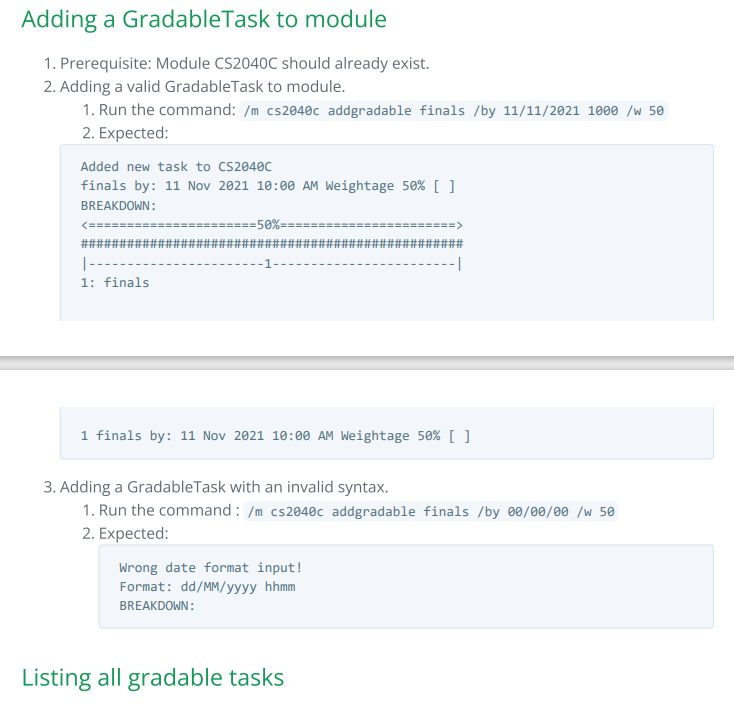 Adding a GradableTask to module
1. Prerequisite: Module CS2040C should already exist.
2. Adding a valid GradableTask to module.
1. Run the command: /m cs2040c addgradable finals /by 11/11/2021 1000 /w 50
2. Expected:
Added new task to CS2040C
finals by: 11 Nov 2021 10:00 AM Weightage 50% [ ]
BREAKDOWN:
<======================50%=======================>
##################################################
|-----------------------1------------------------|
1: finals
1 finals by: 11 Nov 2021 10:00 AM Weightage 50% [ ]
3. Adding a GradableTask with an invalid syntax.
1. Run the command : /m cs2040c addgradable finals /by 00/00/00 /w 50
2. Expected:
Wrong date format input!
Format: dd/MM/yyyy hhmm
BREAKDOWN:
Listing all gradable tasks